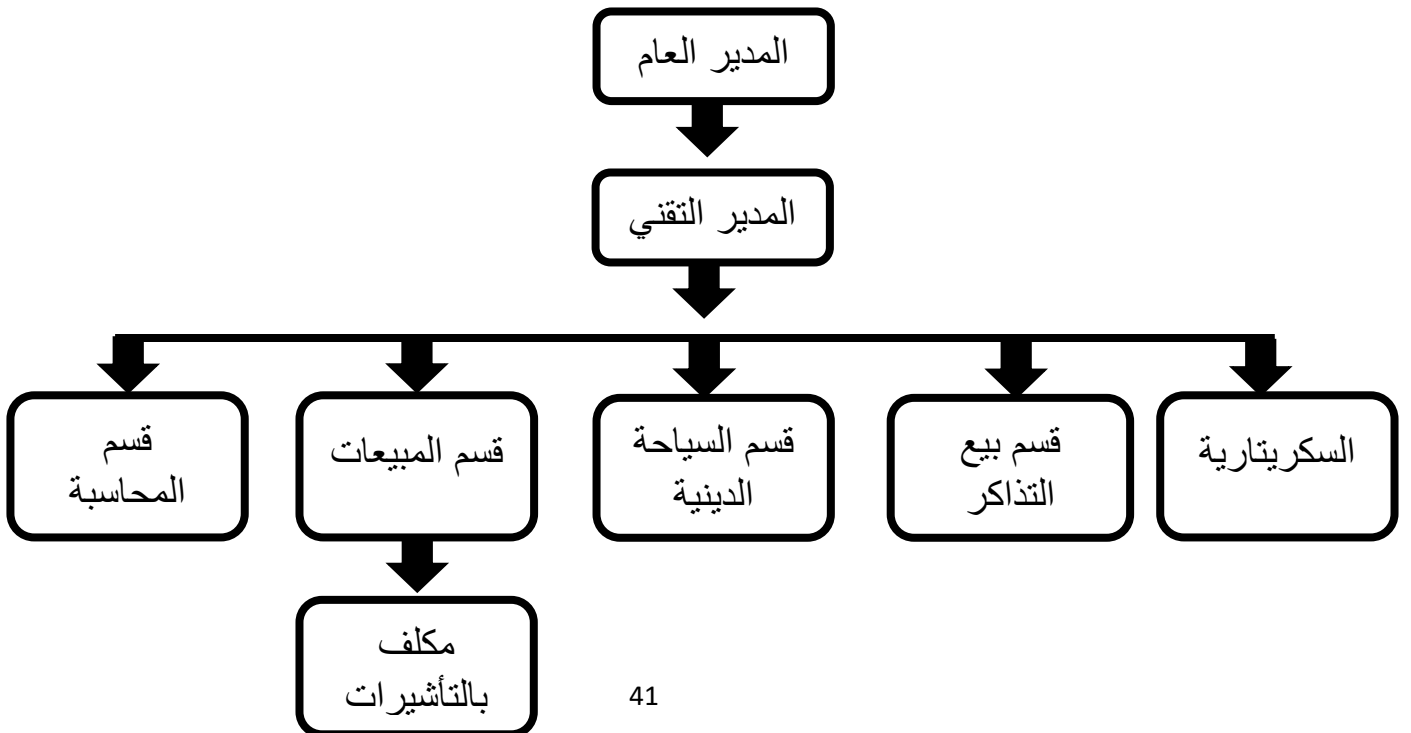 المدير العام
المدير التقني
السكريتارية
قسم بيع
التذاكر
قسم السياحة
الدينية
قسم المبيعات
قسم
المحاسبة
مكلف
بالتأشيرات
41